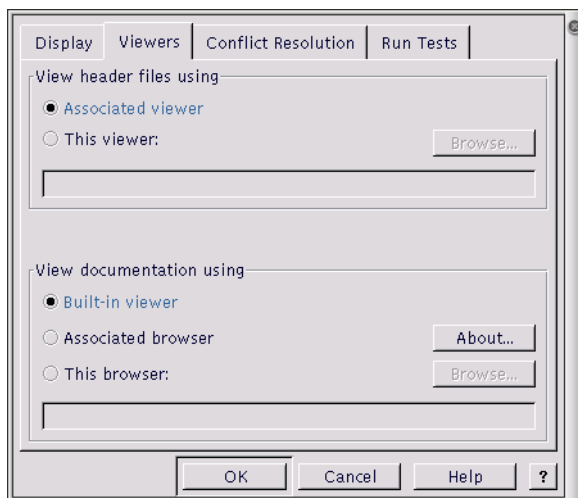 Display Viewers Conflict Resolution Run Tests
View header files using
Associated viewer
This viewer: Browse...
View documentation using
Built-in viewer
Associated browser About...
This browser: Browse...
OK Cancel Help ?